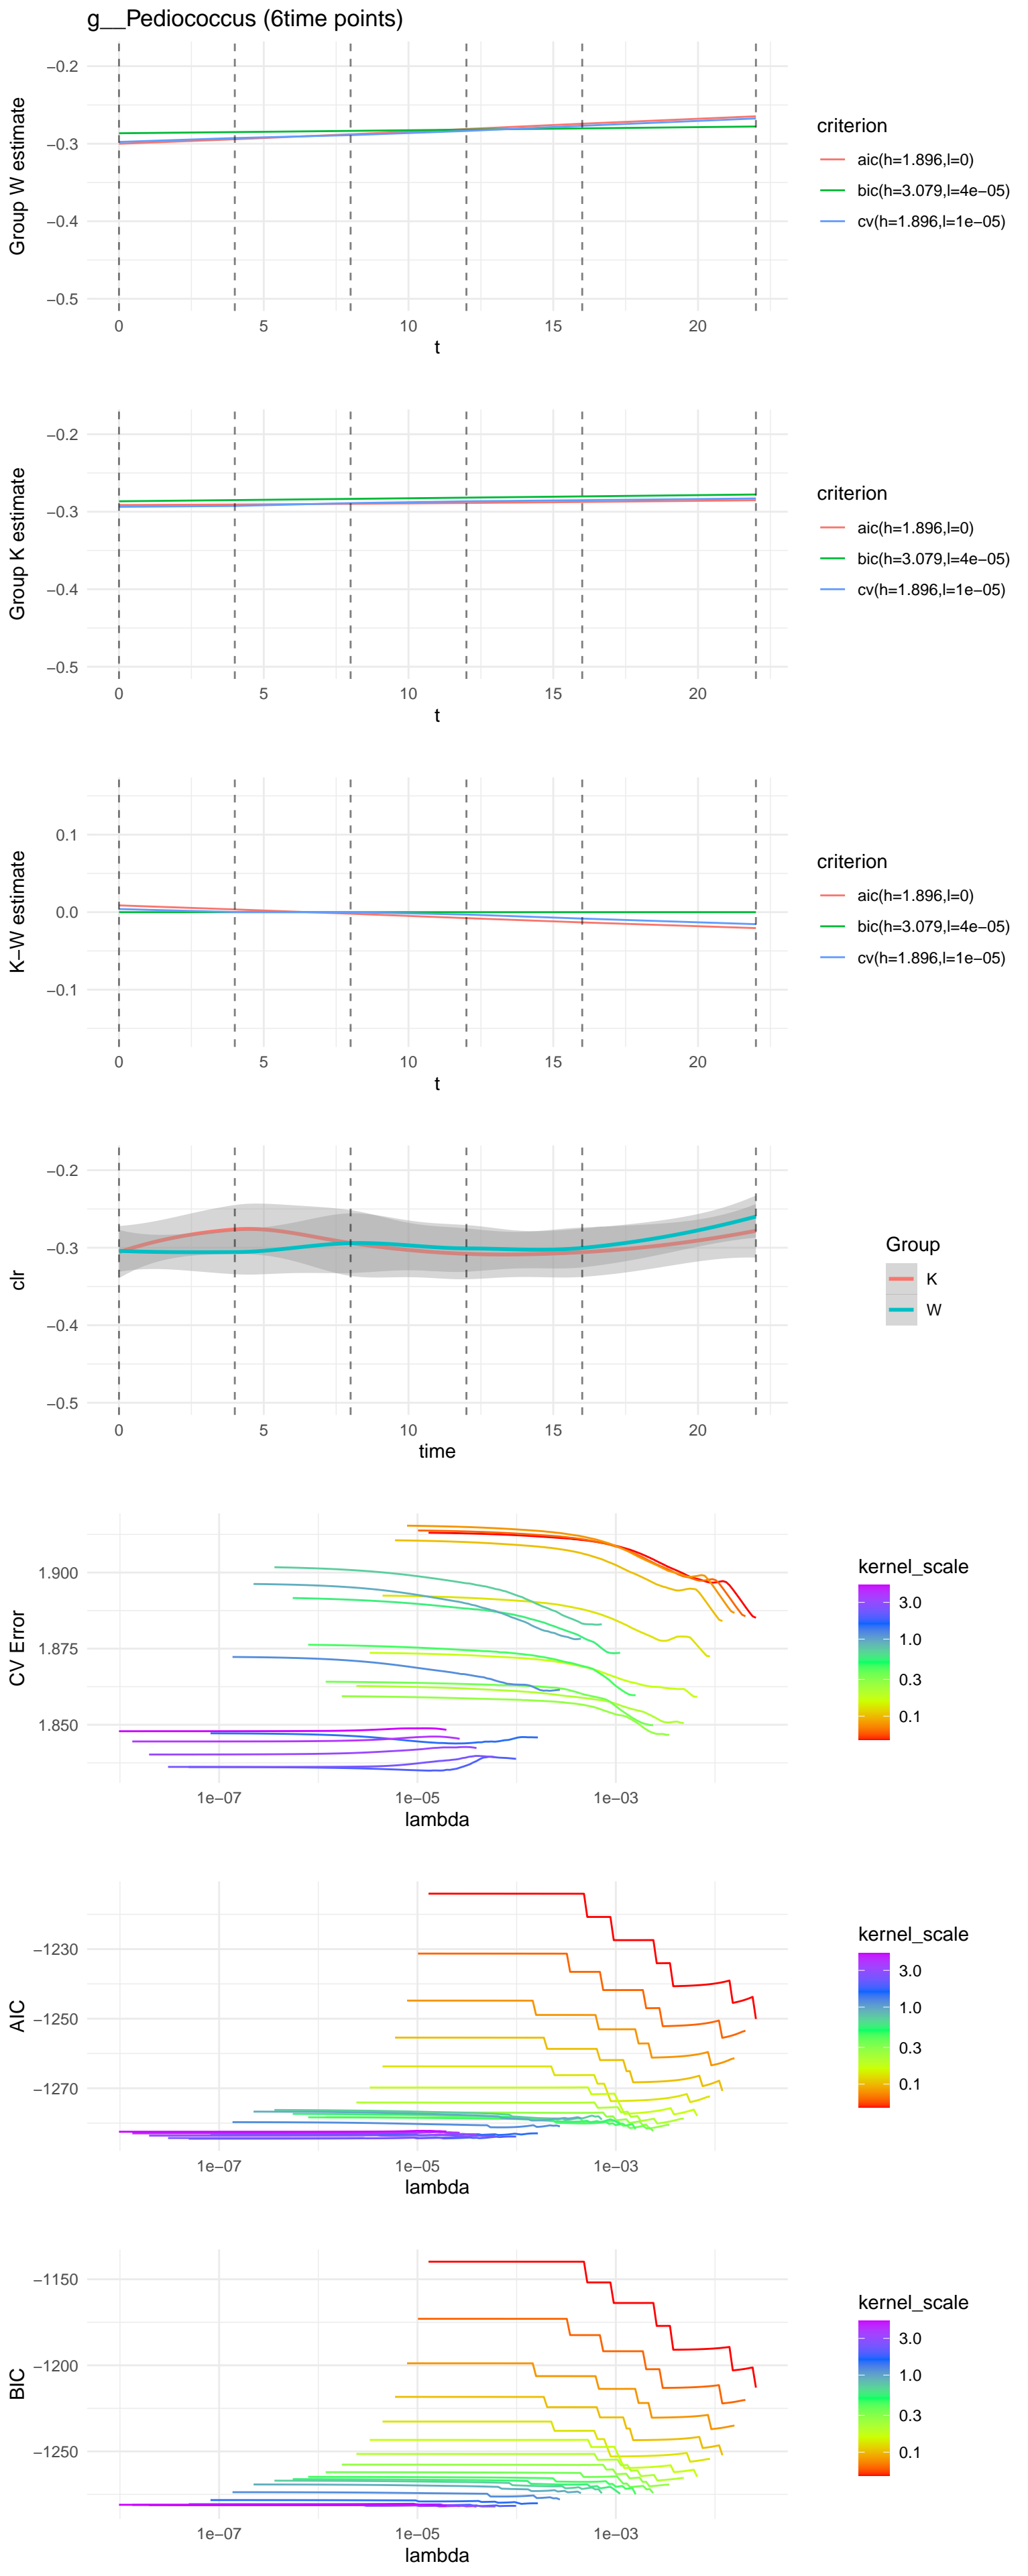 g__Pediococcus (6time points)
Group W estimate
−0.2
−0.3
−0.4
−0.5
0 5 10 15 20
t
criterion
aic(h=1.896,l=0)
bic(h=3.079,l=4e−05)
cv(h=1.896,l=1e−05)
Group K estimate
−0.2
−0.3
−0.4
−0.5
0 5 10 15 20
t
criterion
aic(h=1.896,l=0)
bic(h=3.079,l=4e−05)
cv(h=1.896,l=1e−05)
K−W estimate
0.1
0.0
−0.1
0 5 10 15 20
t
criterion
aic(h=1.896,l=0)
bic(h=3.079,l=4e−05)
cv(h=1.896,l=1e−05)
clr
−0.2
−0.3
−0.4
−0.5
0 5 10 15 20
time
Group
K
W
CV Error
1.900
1.875
1.850
1e−07 1e−05 1e−03
lambda
kernel_scale
3.0
1.0
0.3
0.1
AIC
−1230
−1250
−1270
1e−07 1e−05 1e−03
lambda
kernel_scale
3.0
1.0
0.3
0.1
BIC
−1150
−1200
−1250
1e−07 1e−05 1e−03
lambda
kernel_scale
3.0
1.0
0.3
0.1